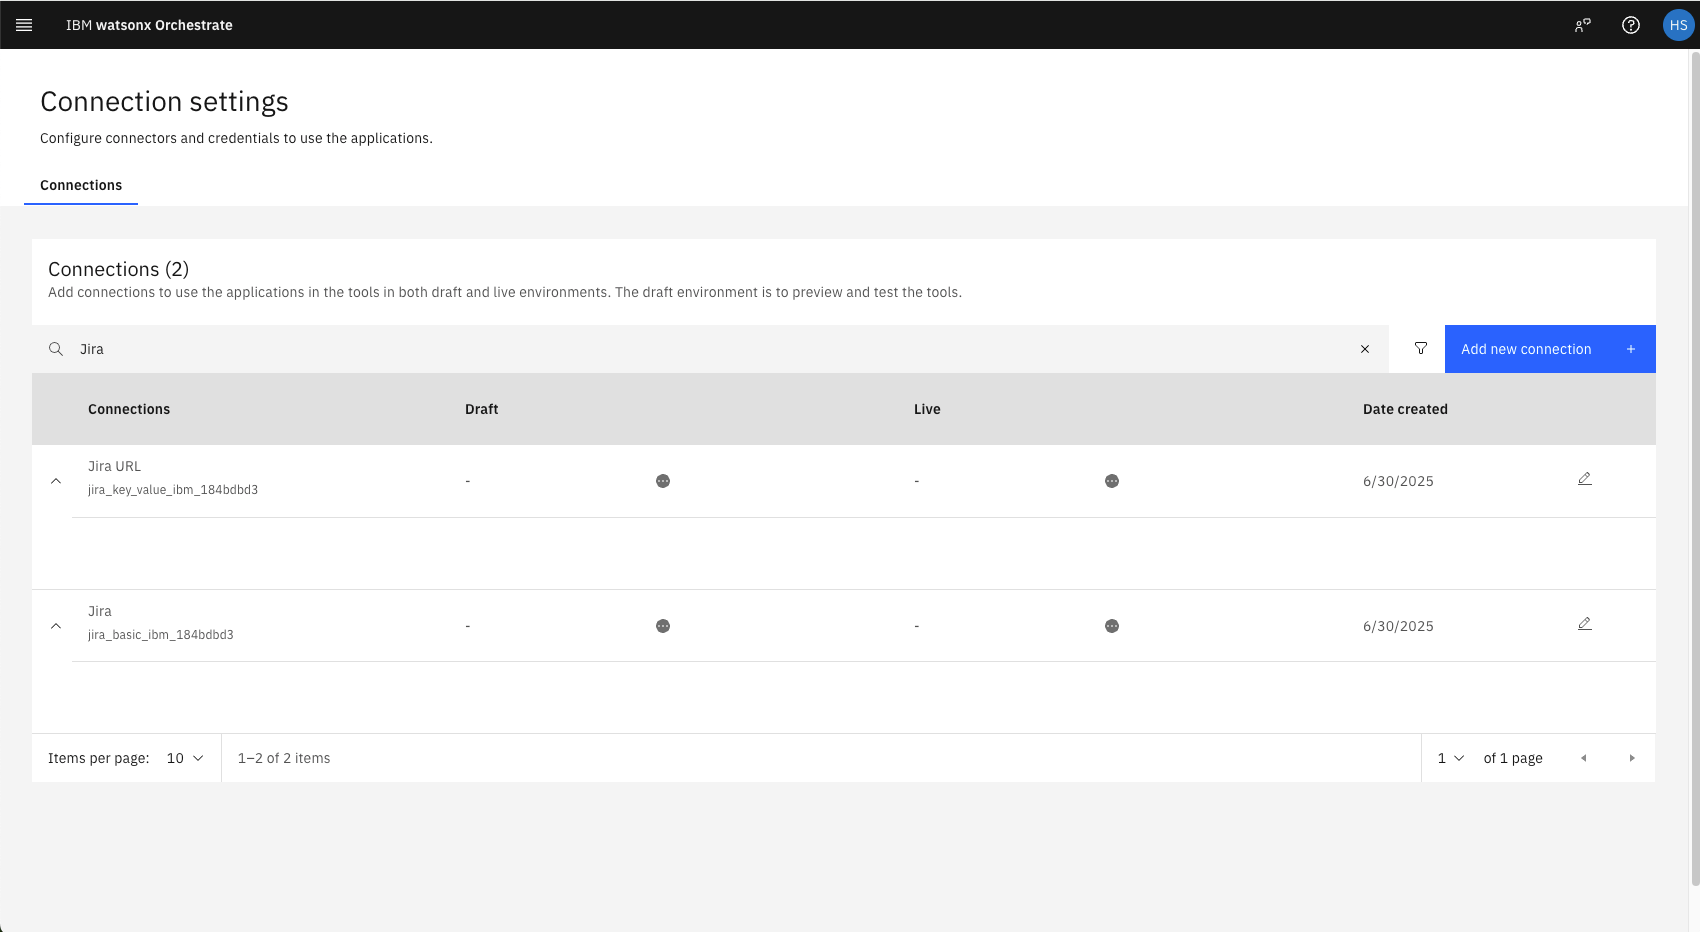 IBM watsonx Orchestrate
HS
Connection settings
Configure connectors and credentials to use the applications.
Connections
Connections (2)
Add connections to use the applications in the tools in both draft and live environments. The draft environment is to preview and test the tools.
Jira
Add new connection +
Connections Draft Live Date created
Jira URL
jira_key_value_ibm_184bdbd3
- - 6/30/2025
Jira
jira_basic_ibm_184bdbd3
- - 6/30/2025
Items per page: 10 1–2 of 2 items 1 of 1 page